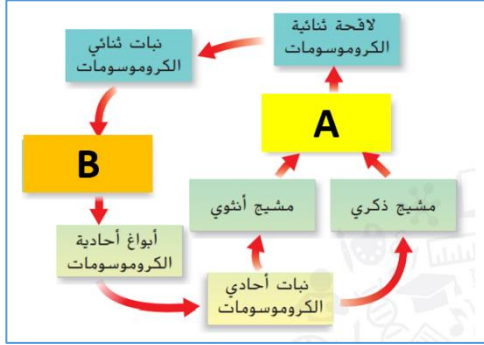 لاقحة ثنائية
الكروموسومات
نبات ثنائي
الكروموسومات
A
B
مشيج ذكري
مشيج أنثوي
أبواغ أحادية
الكروموسومات
نبات أحادي
الكروموسومات